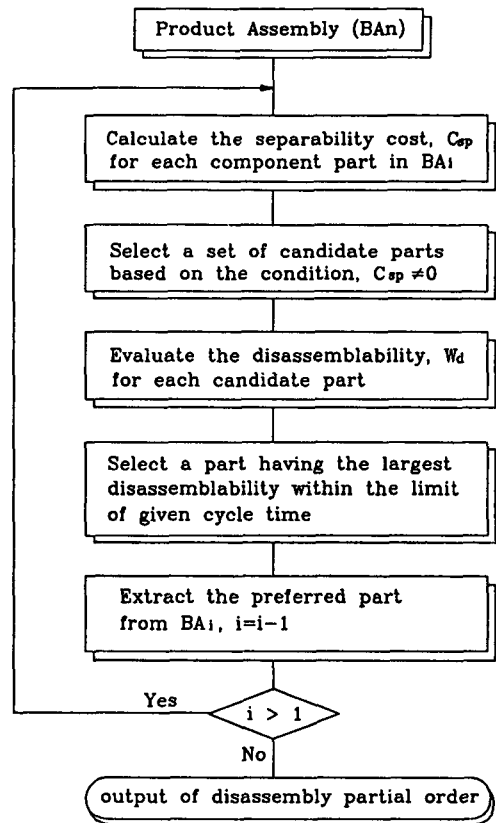 Product Assembly (BAn)
Calculate the separability cost, Csp
for each component part in BAi
Select a set of candidate parts
based on the condition, Csp ≠0
Evaluate the disassemblability, Wd
for each candidate part
Select a part having the largest
disassemblability within the limit
of given cycle time
Extract the preferred part
from BAi, i=i-1
Yes
i > 1
No
output of disassembly partial order